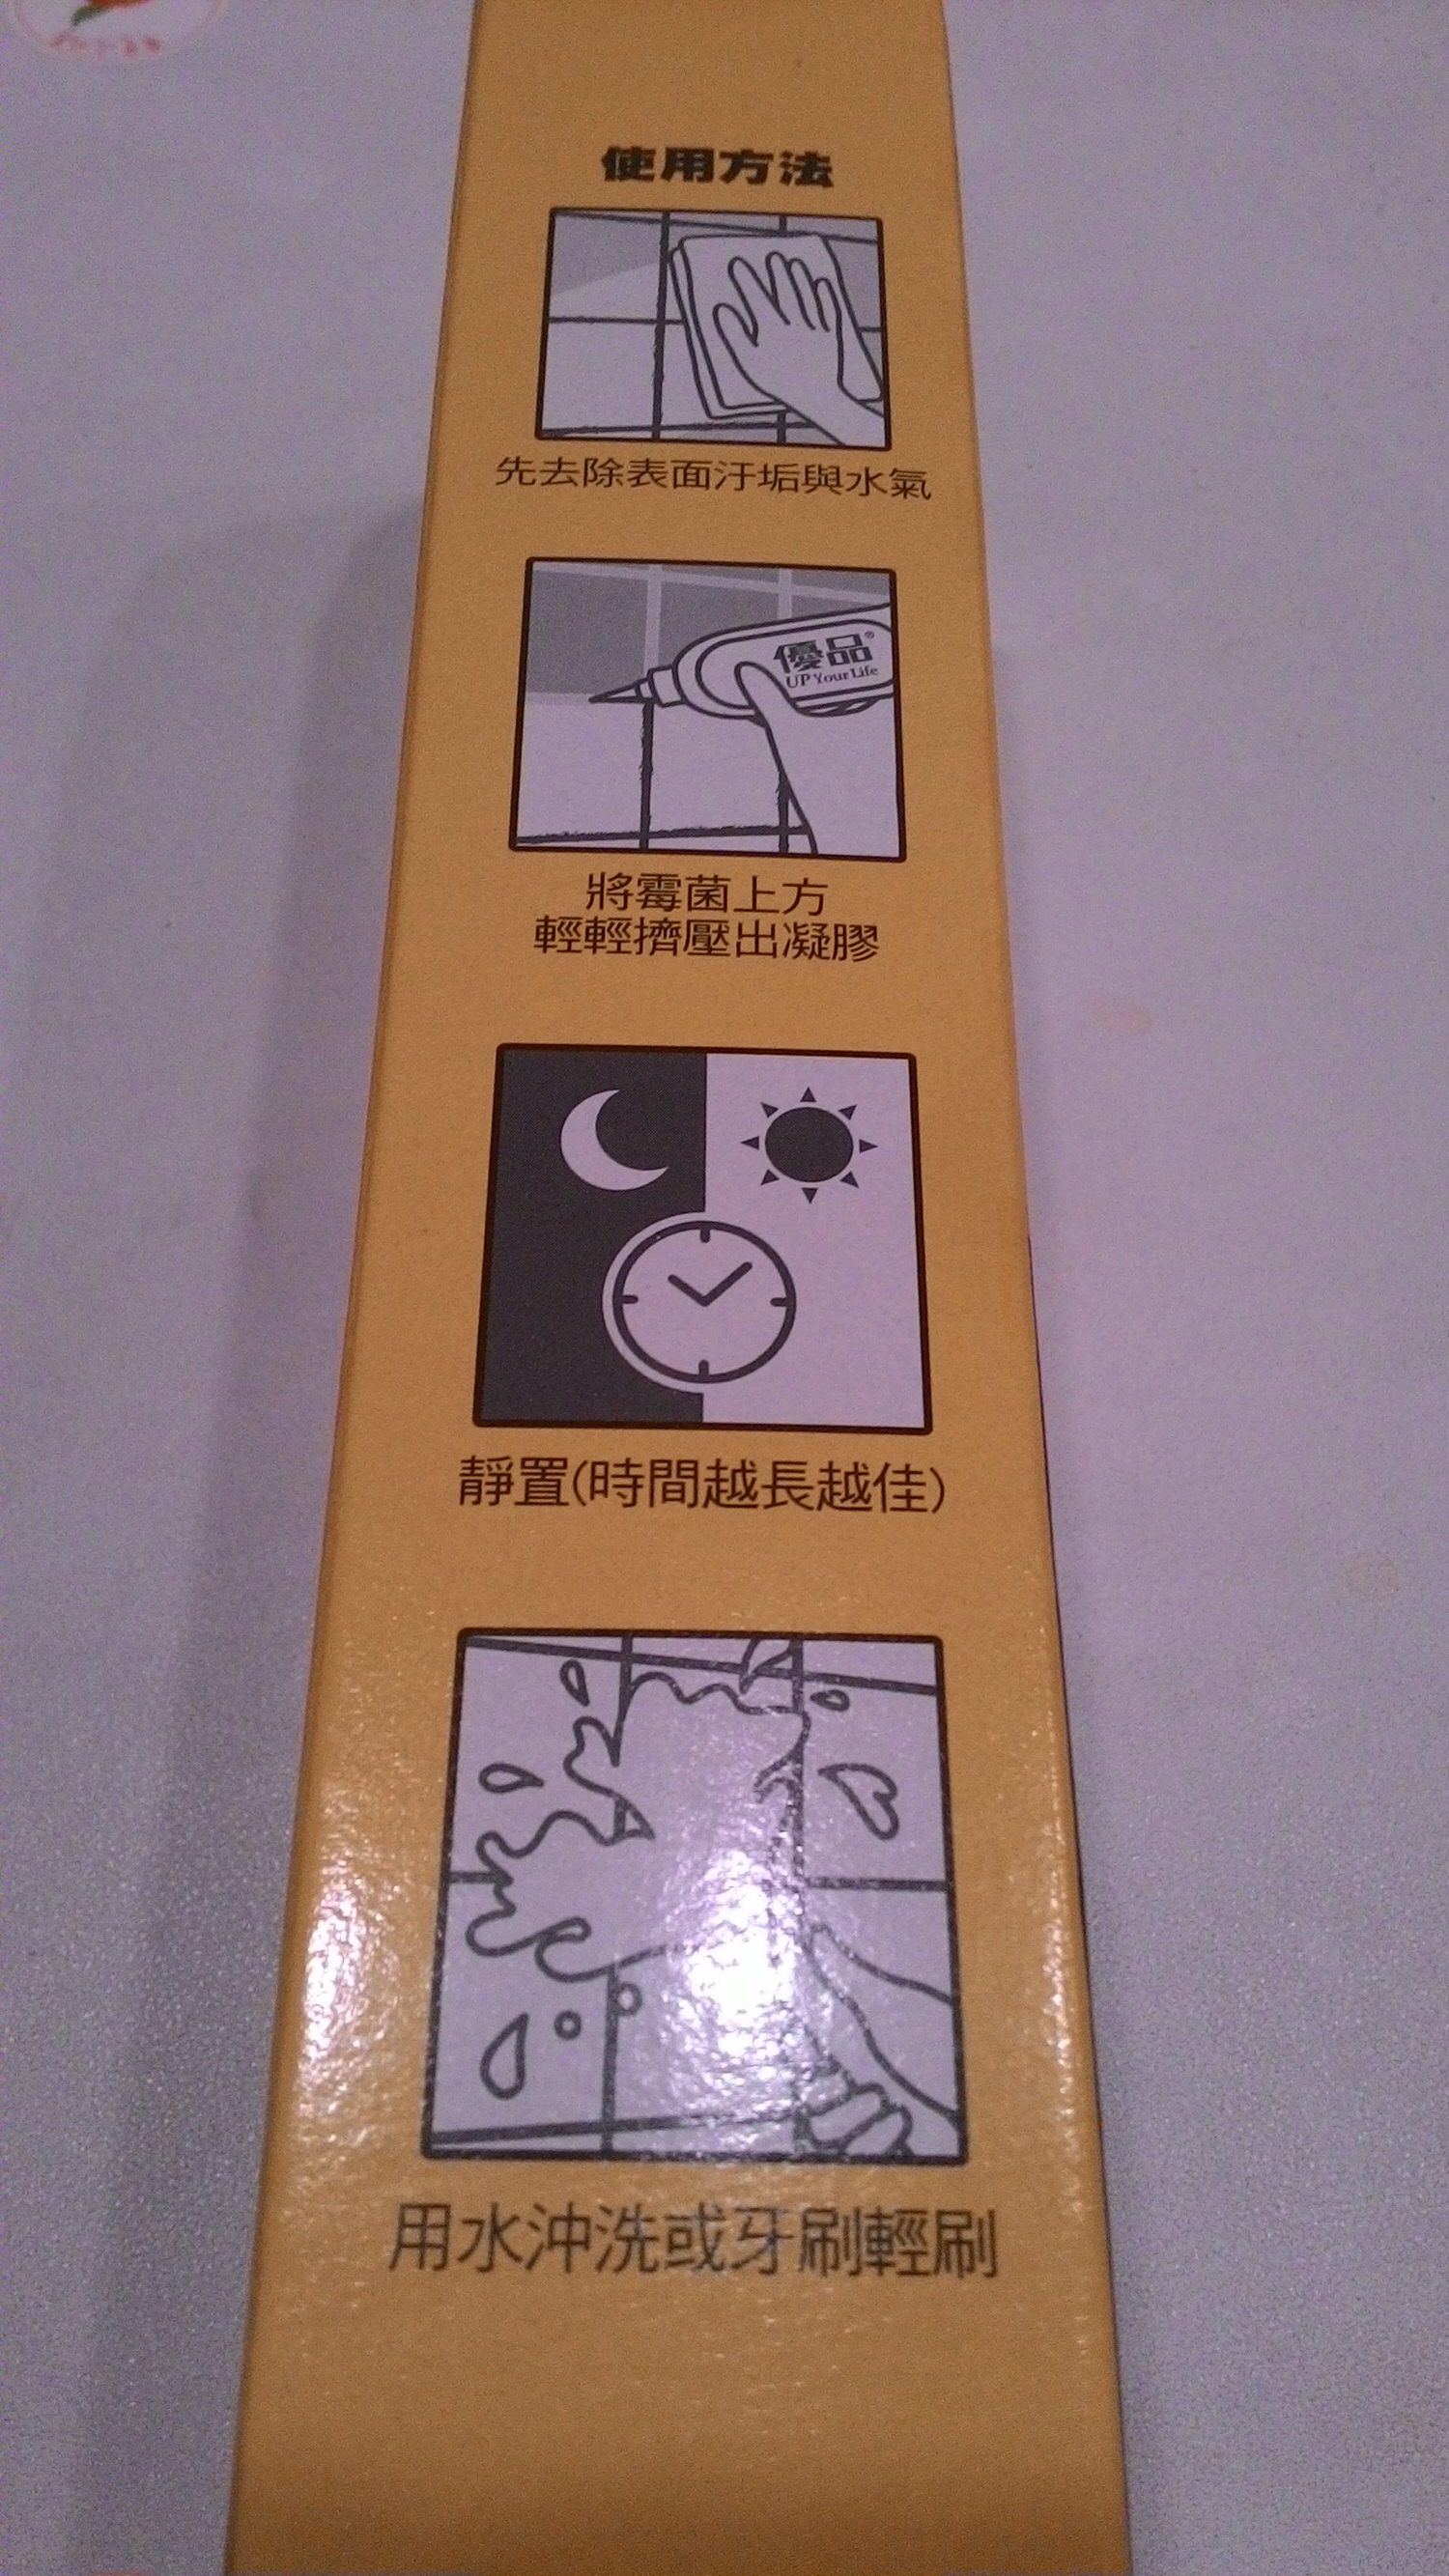 使用方法
先去除表面汙垢與水氣
優品®
UP Your Life
將霉菌上方
輕輕擠壓出凝膠
靜置(時間越長越佳)
用水沖洗或牙刷輕刷